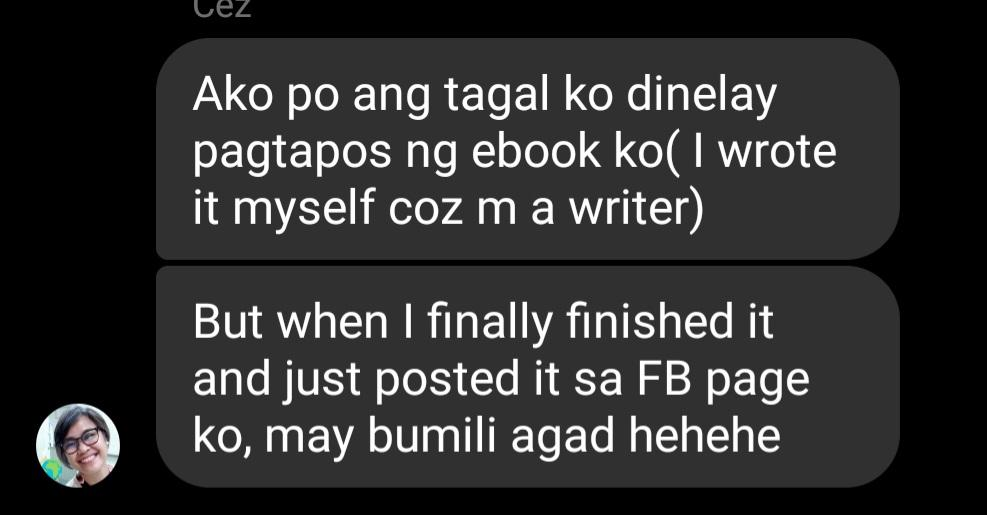 Cez
Ako po ang tagal ko dinelay
pagtapos ng ebook ko( I wrote
it myself coz m a writer)
But when I finally finished it
and just posted it sa FB page
ko, may bumili agad hehehe